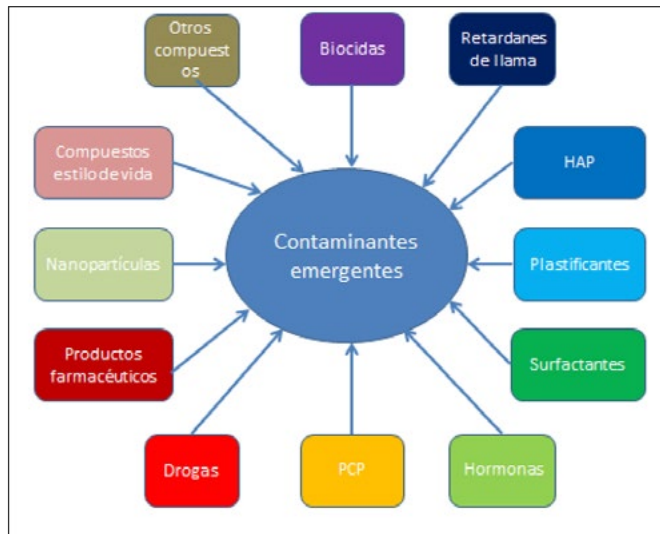 Otros
compuest
os
Biocidas
Retardanes
de llama
Compuestos
estilo de vida
HAP
Contaminantes
emergentes
Nanopartículas
Plastificantes
Productos
farmacéuticos
Surfactantes
Drogas
PCP
Hormonas